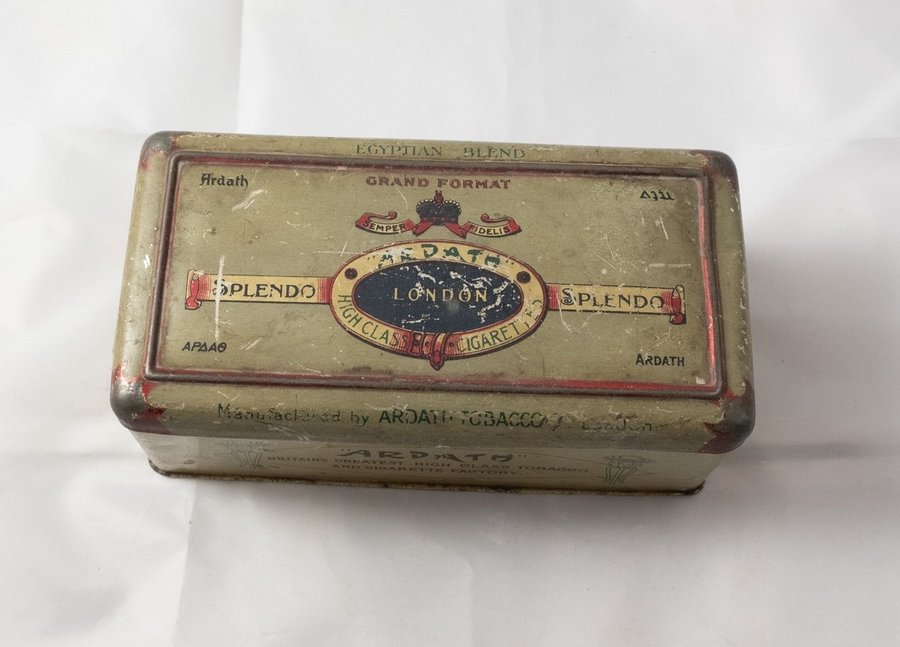 EGYPTIAN BLEND
Ardath
GRAND FORMAT
SEMPER FIDELIS
"ARDATH"
SPLENDO
LONDON
SPLENDO
HIGH CLASS CIGARETTES
ΑΡΔΑΘ
ARDATH
Manufactured by ARDATH TOBACCO London
"ARDATH"
BRITAIN'S GREATEST HIGH CLASS TOBACCO
AND CIGARETTE FACTORY